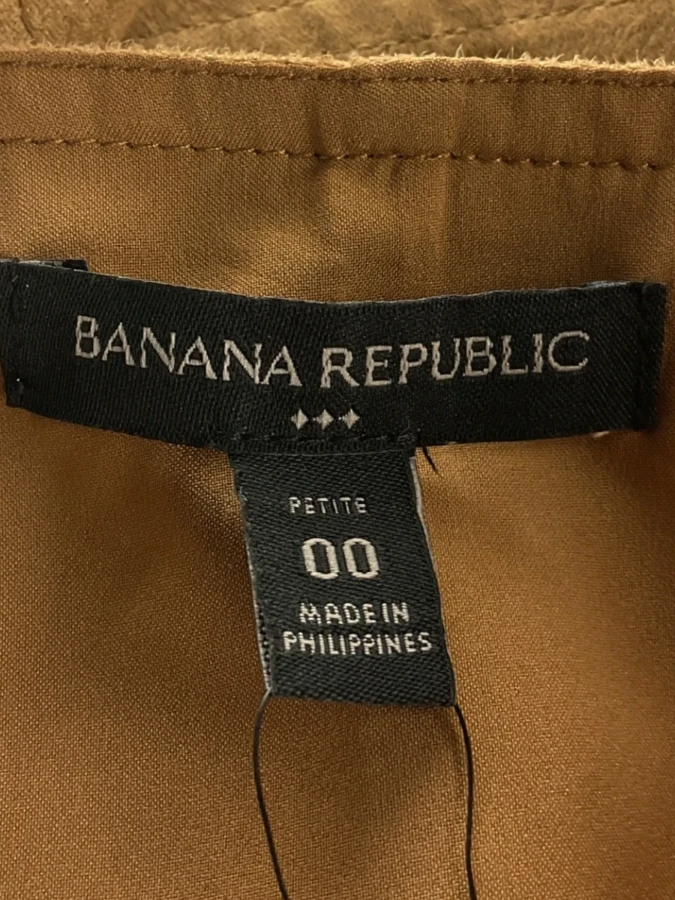 BANANA REPUBLIC
PETITE
00
MADE IN
PHILIPPINES